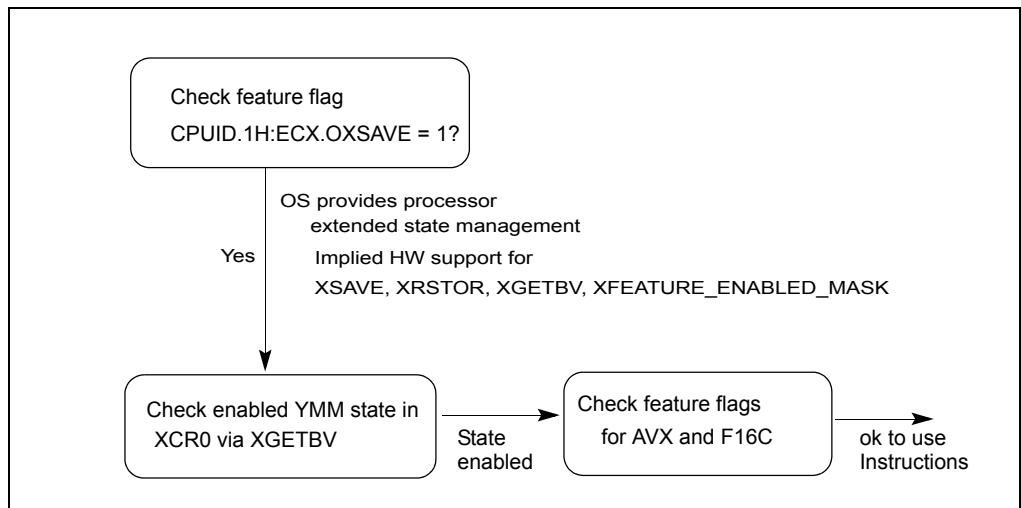 Check feature flag
CPUID.1H:ECX.OXSAVE = 1?
OS provides processor
extended state management
Yes
Implied HW support for
XSAVE, XRSTOR, XGETBV, XFEATURE_ENABLED_MASK
Check enabled YMM state in
XCR0 via XGETBV
State
enabled
Check feature flags
for AVX and F16C
ok to use
Instructions